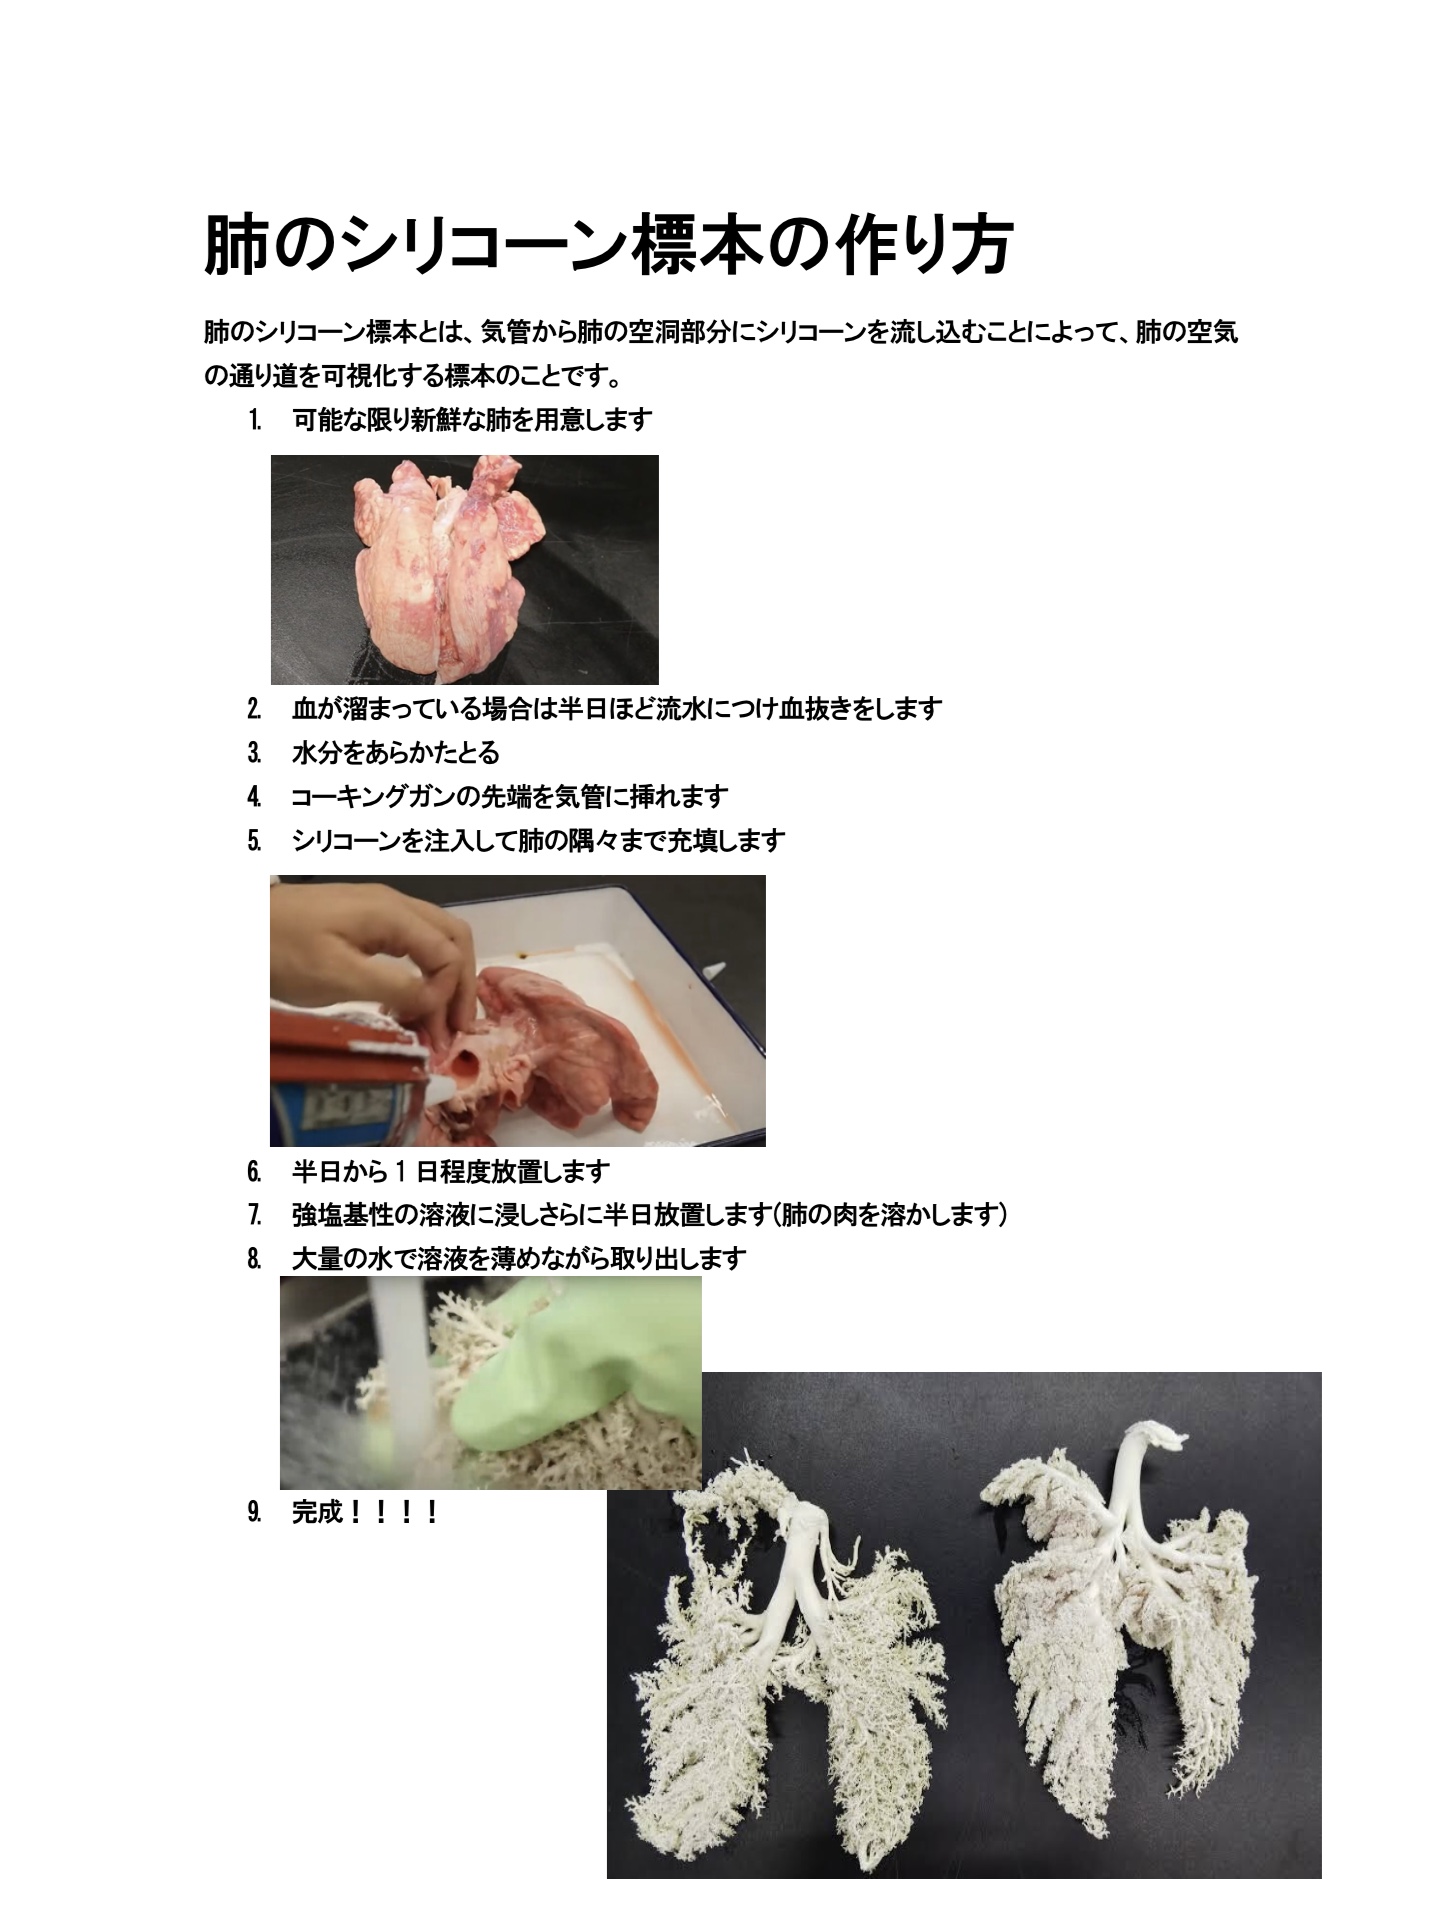 肺のシリコーン標本の作り方
肺のシリコーン標本とは、気管から肺の空洞部分にシリコーンを流し込むことによって、肺の空気
の通り道を可視化する標本のことです。
1. 可能な限り新鮮な肺を用意します
2. 血が溜まっている場合は半日ほど流水につけ血抜きをします
3. 水分をあらかたとる
4. コーキングガンの先端を気管に挿れます
5. シリコーンを注入して肺の隅々まで充填します
6. 半日から 1 日程度放置します
7. 強塩基性の溶液に浸しさらに半日放置します(肺の肉を溶かします)
8. 大量の水で溶液を薄めながら取り出します
9. 完成！！！！